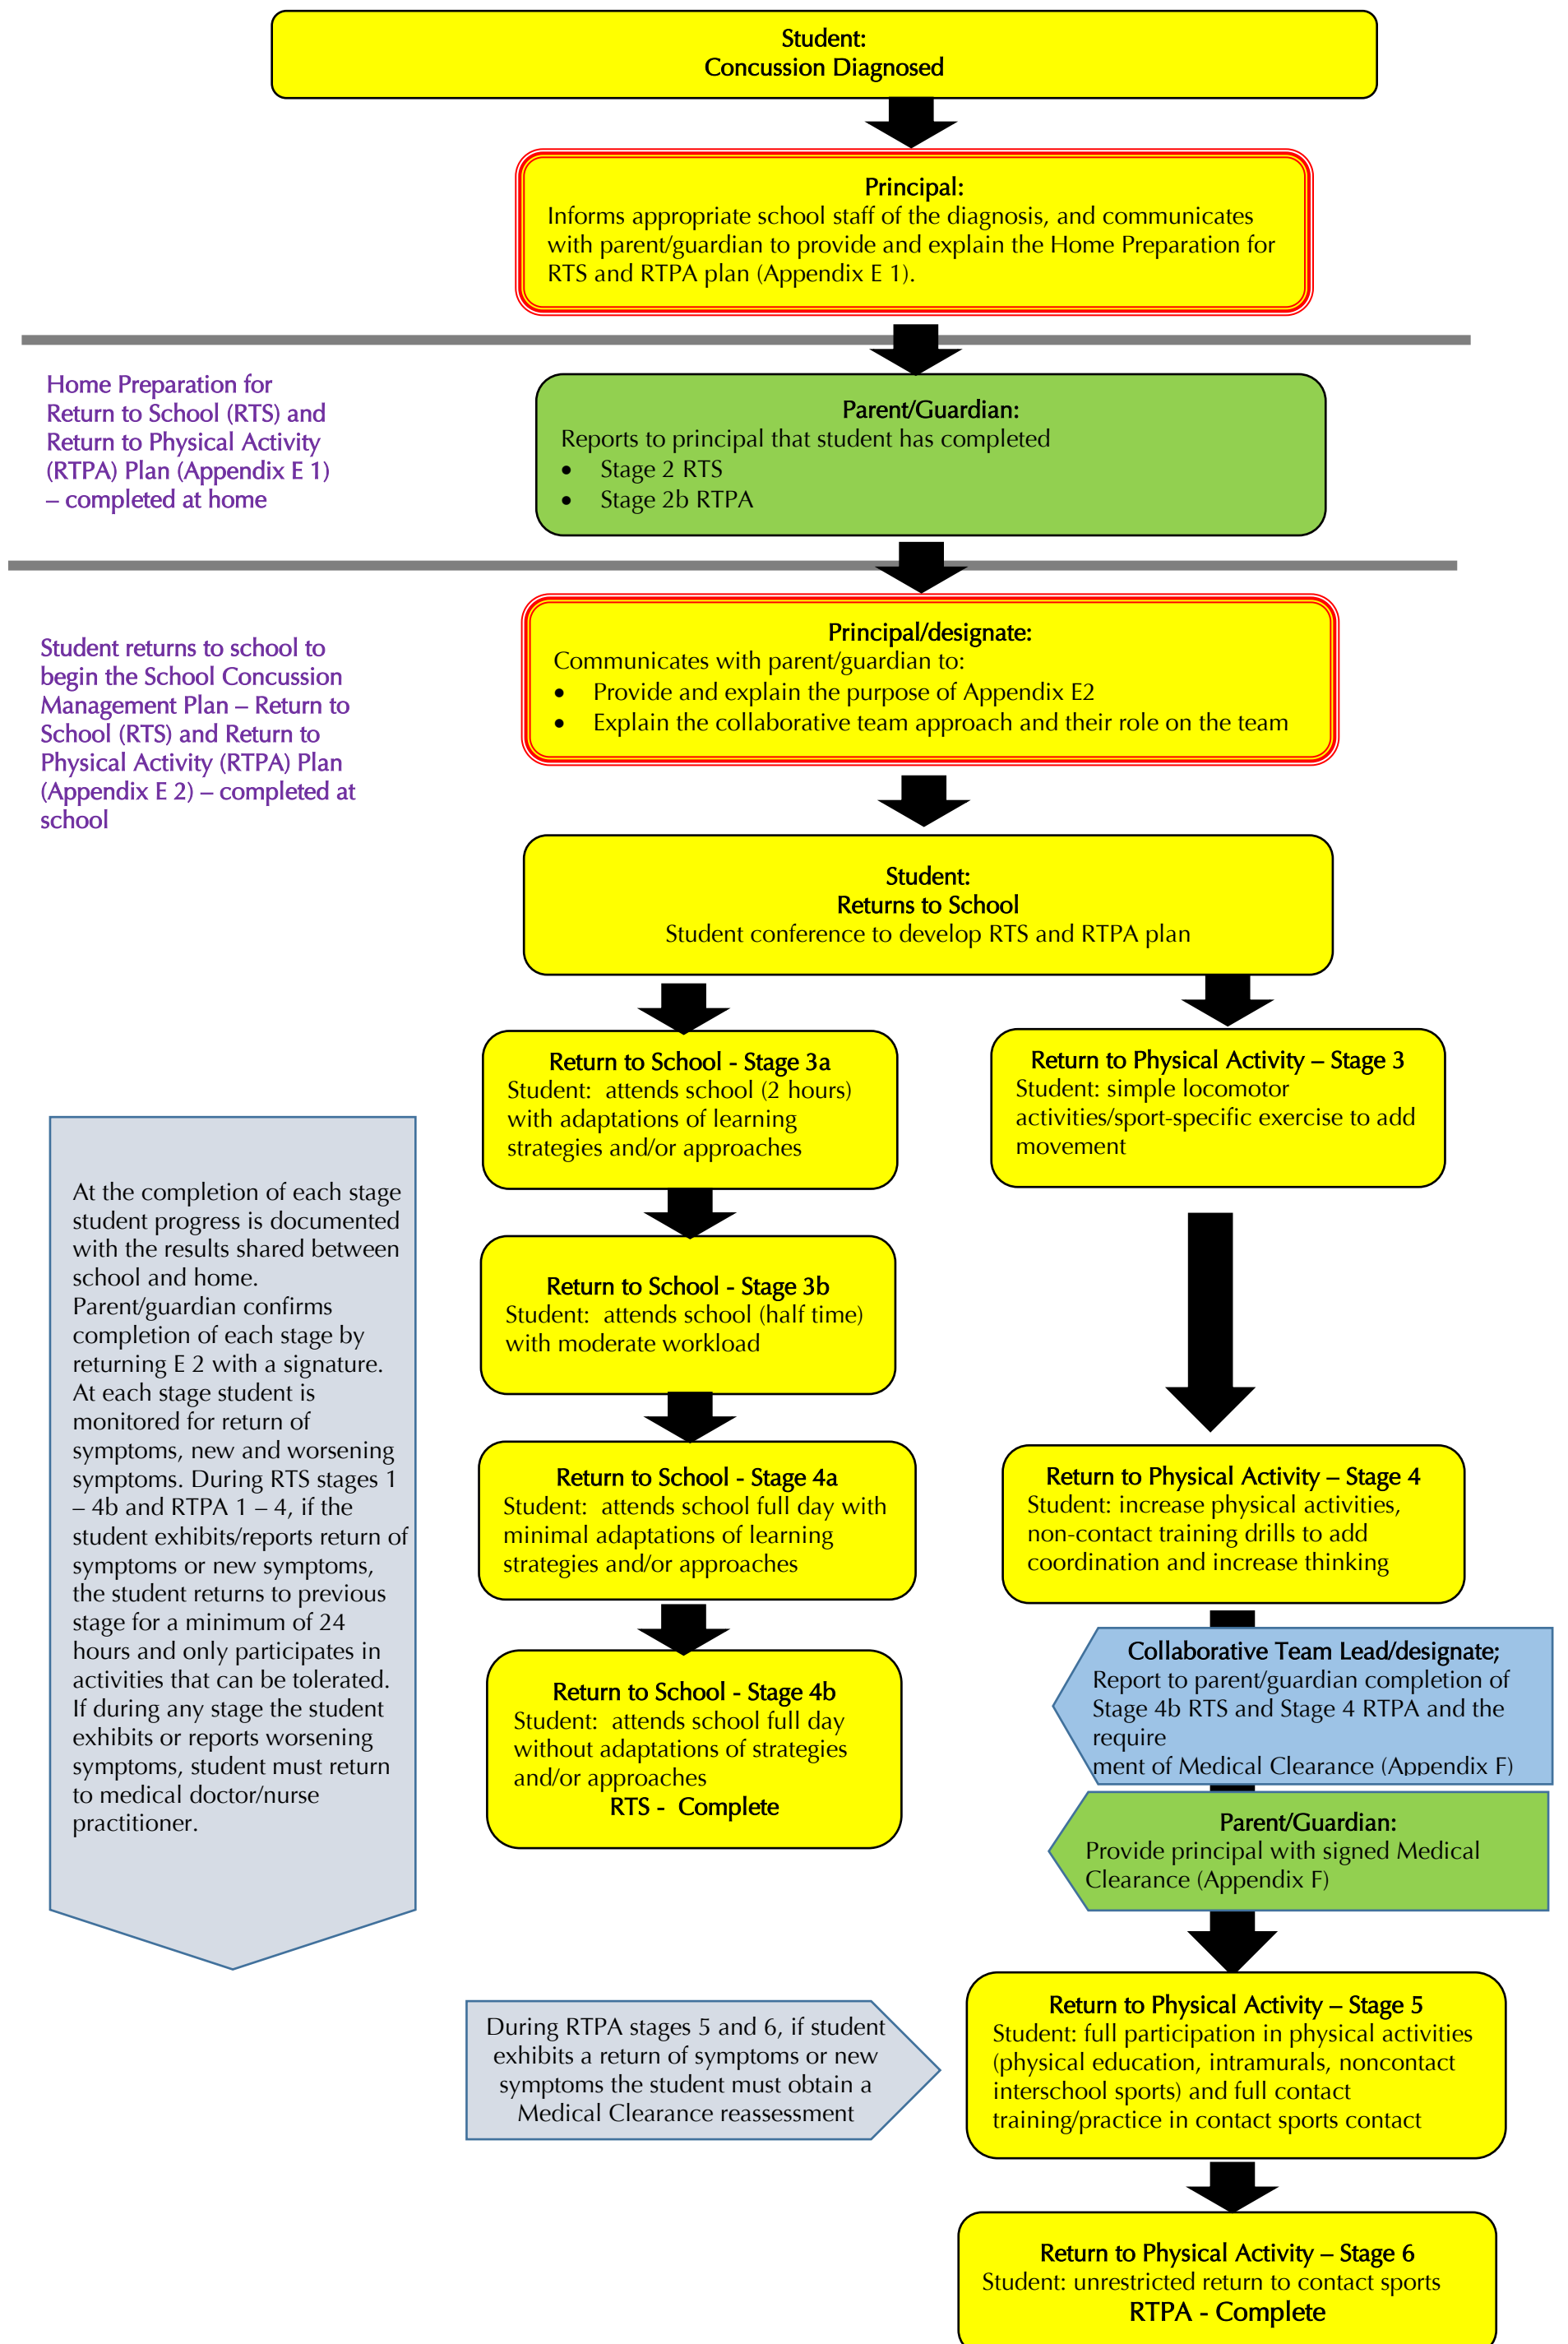 Student:
Concussion Diagnosed
Principal:
Informs appropriate school staff of the diagnosis, and communicates
with parent/guardian to provide and explain the Home Preparation for
RTS and RTPA plan (Appendix E 1).
Home Preparation for
Return to School (RTS) and
Return to Physical Activity
(RTPA) Plan (Appendix E 1)
– completed at home
Parent/Guardian:
Reports to principal that student has completed
• Stage 2 RTS
• Stage 2b RTPA
Student returns to school to
begin the School Concussion
Management Plan – Return to
School (RTS) and Return to
Physical Activity (RTPA) Plan
(Appendix E 2) – completed at
school
Principal/designate:
Communicates with parent/guardian to:
• Provide and explain the purpose of Appendix E2
• Explain the collaborative team approach and their role on the team
Student:
Returns to School
Student conference to develop RTS and RTPA plan
Return to School - Stage 3a
Student: attends school (2 hours)
with adaptations of learning
strategies and/or approaches
Return to Physical Activity – Stage 3
Student: simple locomotor
activities/sport-specific exercise to add
movement
At the completion of each stage
student progress is documented
with the results shared between
school and home.
Parent/guardian confirms
completion of each stage by
returning E 2 with a signature.
At each stage student is
monitored for return of
symptoms, new and worsening
symptoms. During RTS stages 1
– 4b and RTPA 1 – 4, if the
student exhibits/reports return of
symptoms or new symptoms,
the student returns to previous
stage for a minimum of 24
hours and only participates in
activities that can be tolerated.
If during any stage the student
exhibits or reports worsening
symptoms, student must return
to medical doctor/nurse
practitioner.
Return to School - Stage 3b
Student: attends school (half time)
with moderate workload
Return to School - Stage 4a
Student: attends school full day with
minimal adaptations of learning
strategies and/or approaches
Return to Physical Activity – Stage 4
Student: increase physical activities,
non-contact training drills to add
coordination and increase thinking
Return to School - Stage 4b
Student: attends school full day
without adaptations of strategies
and/or approaches
RTS - Complete
Collaborative Team Lead/designate;
Report to parent/guardian completion of
Stage 4b RTS and Stage 4 RTPA and the
require
ment of Medical Clearance (Appendix F)
Parent/Guardian:
Provide principal with signed Medical
Clearance (Appendix F)
During RTPA stages 5 and 6, if student
exhibits a return of symptoms or new
symptoms the student must obtain a
Medical Clearance reassessment
Return to Physical Activity – Stage 5
Student: full participation in physical activities
(physical education, intramurals, noncontact
interschool sports) and full contact
training/practice in contact sports contact
Return to Physical Activity – Stage 6
Student: unrestricted return to contact sports
RTPA - Complete